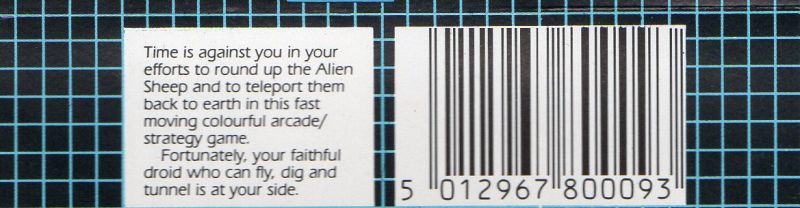 Time is against you in your
efforts to round up the Alien
Sheep and to teleport them
back to earth in this fast
moving colourful arcade/
strategy game.
Fortunately, your faithful
droid who can fly, dig and
tunnel is at your side.
5 012967 800093